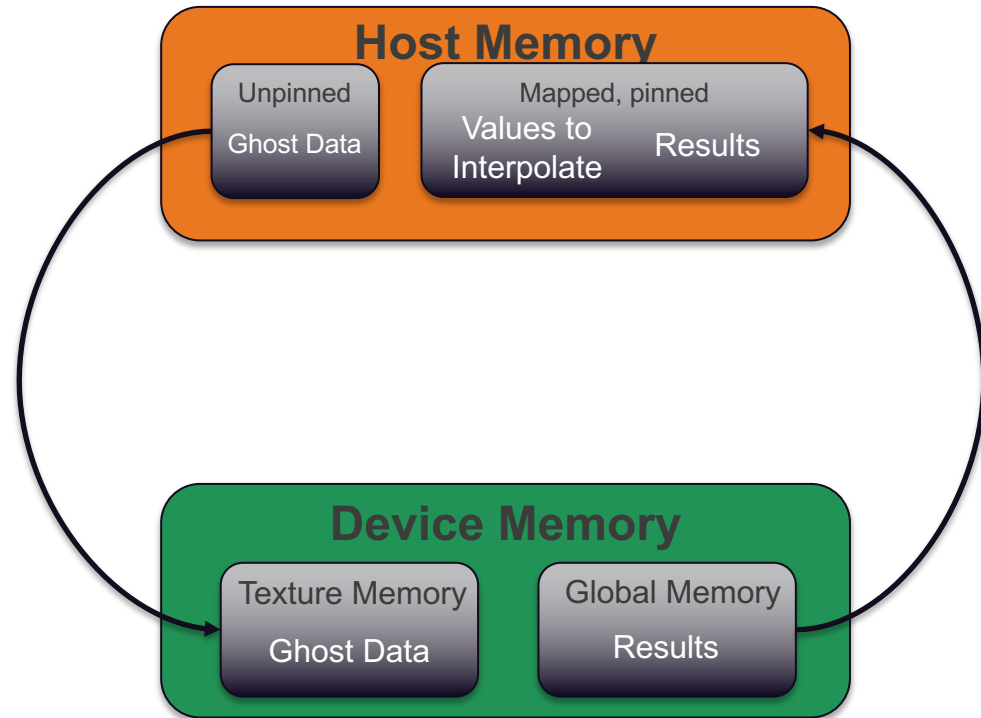 Host Memory
Unpinned
Ghost Data
Mapped, pinned
Values to
Interpolate
Results
Device Memory
Texture Memory
Ghost Data
Global Memory
Results